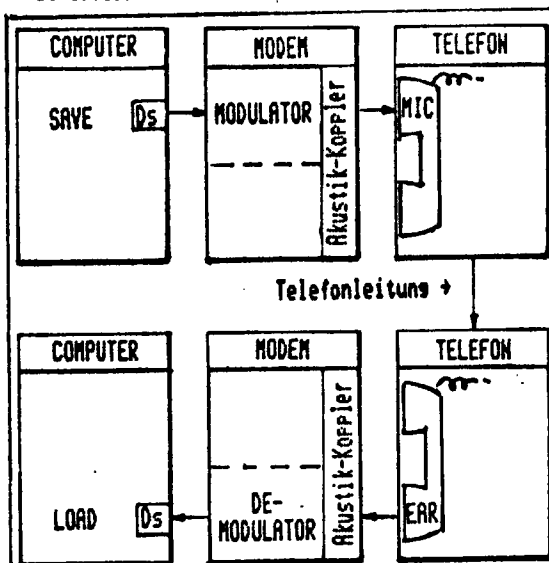 COMPUTER MODEM TELEFON
SAVE Ds MODULATOR Akustik-Koppler MIC
Telefonleitung →
COMPUTER MODEM TELEFON
LOAD Ds DE-
MODULATOR Akustik-Koppler EAR